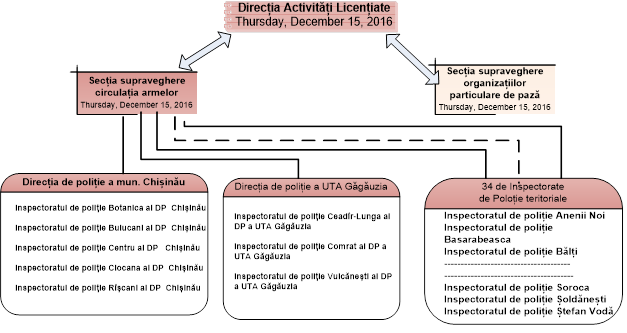 Direcția Activități Licențiate
Thursday, December 15, 2016
Secția supraveghere
circulația armelor
Thursday, December 15, 2016
Secția supraveghere
organizațiilor
particulare de pază
Thursday, December 15, 2016
Direcția de poliție a mun. Chișinău
Inspectoratul de poliție Botanica al DP Chișinău
Inspectoratul de poliție Buiucani al DP Chișinău
Inspectoratul de poliție Centru al DP Chișinău
Inspectoratul de poliție Ciocana al DP Chișinău
Inspectoratul de poliție Rîșcani al DP Chișinău
Direcția de poliție a UTA Găgăuzia
Inspectoratul de poliție Ceadîr-Lunga al
DP a UTA Găgăuzia
Inspectoratul de poliție Comrat al DP a
UTA Găgăuzia
Inspectoratul de poliție Vulcănești al DP
a UTA Găgăuzia
34 de Inspectorate
de Poloție teritoriale
Inspectoratul de poliție Anenii Noi
Inspectoratul de poliție
Basarabeasca
Inspectoratul de poliție Bălți
---------------------------------------
---------------------------------------
Inspectoratul de poliție Soroca
Inspectoratul de poliție Șoldănești
Inspectoratul de poliție Ștefan Vodă